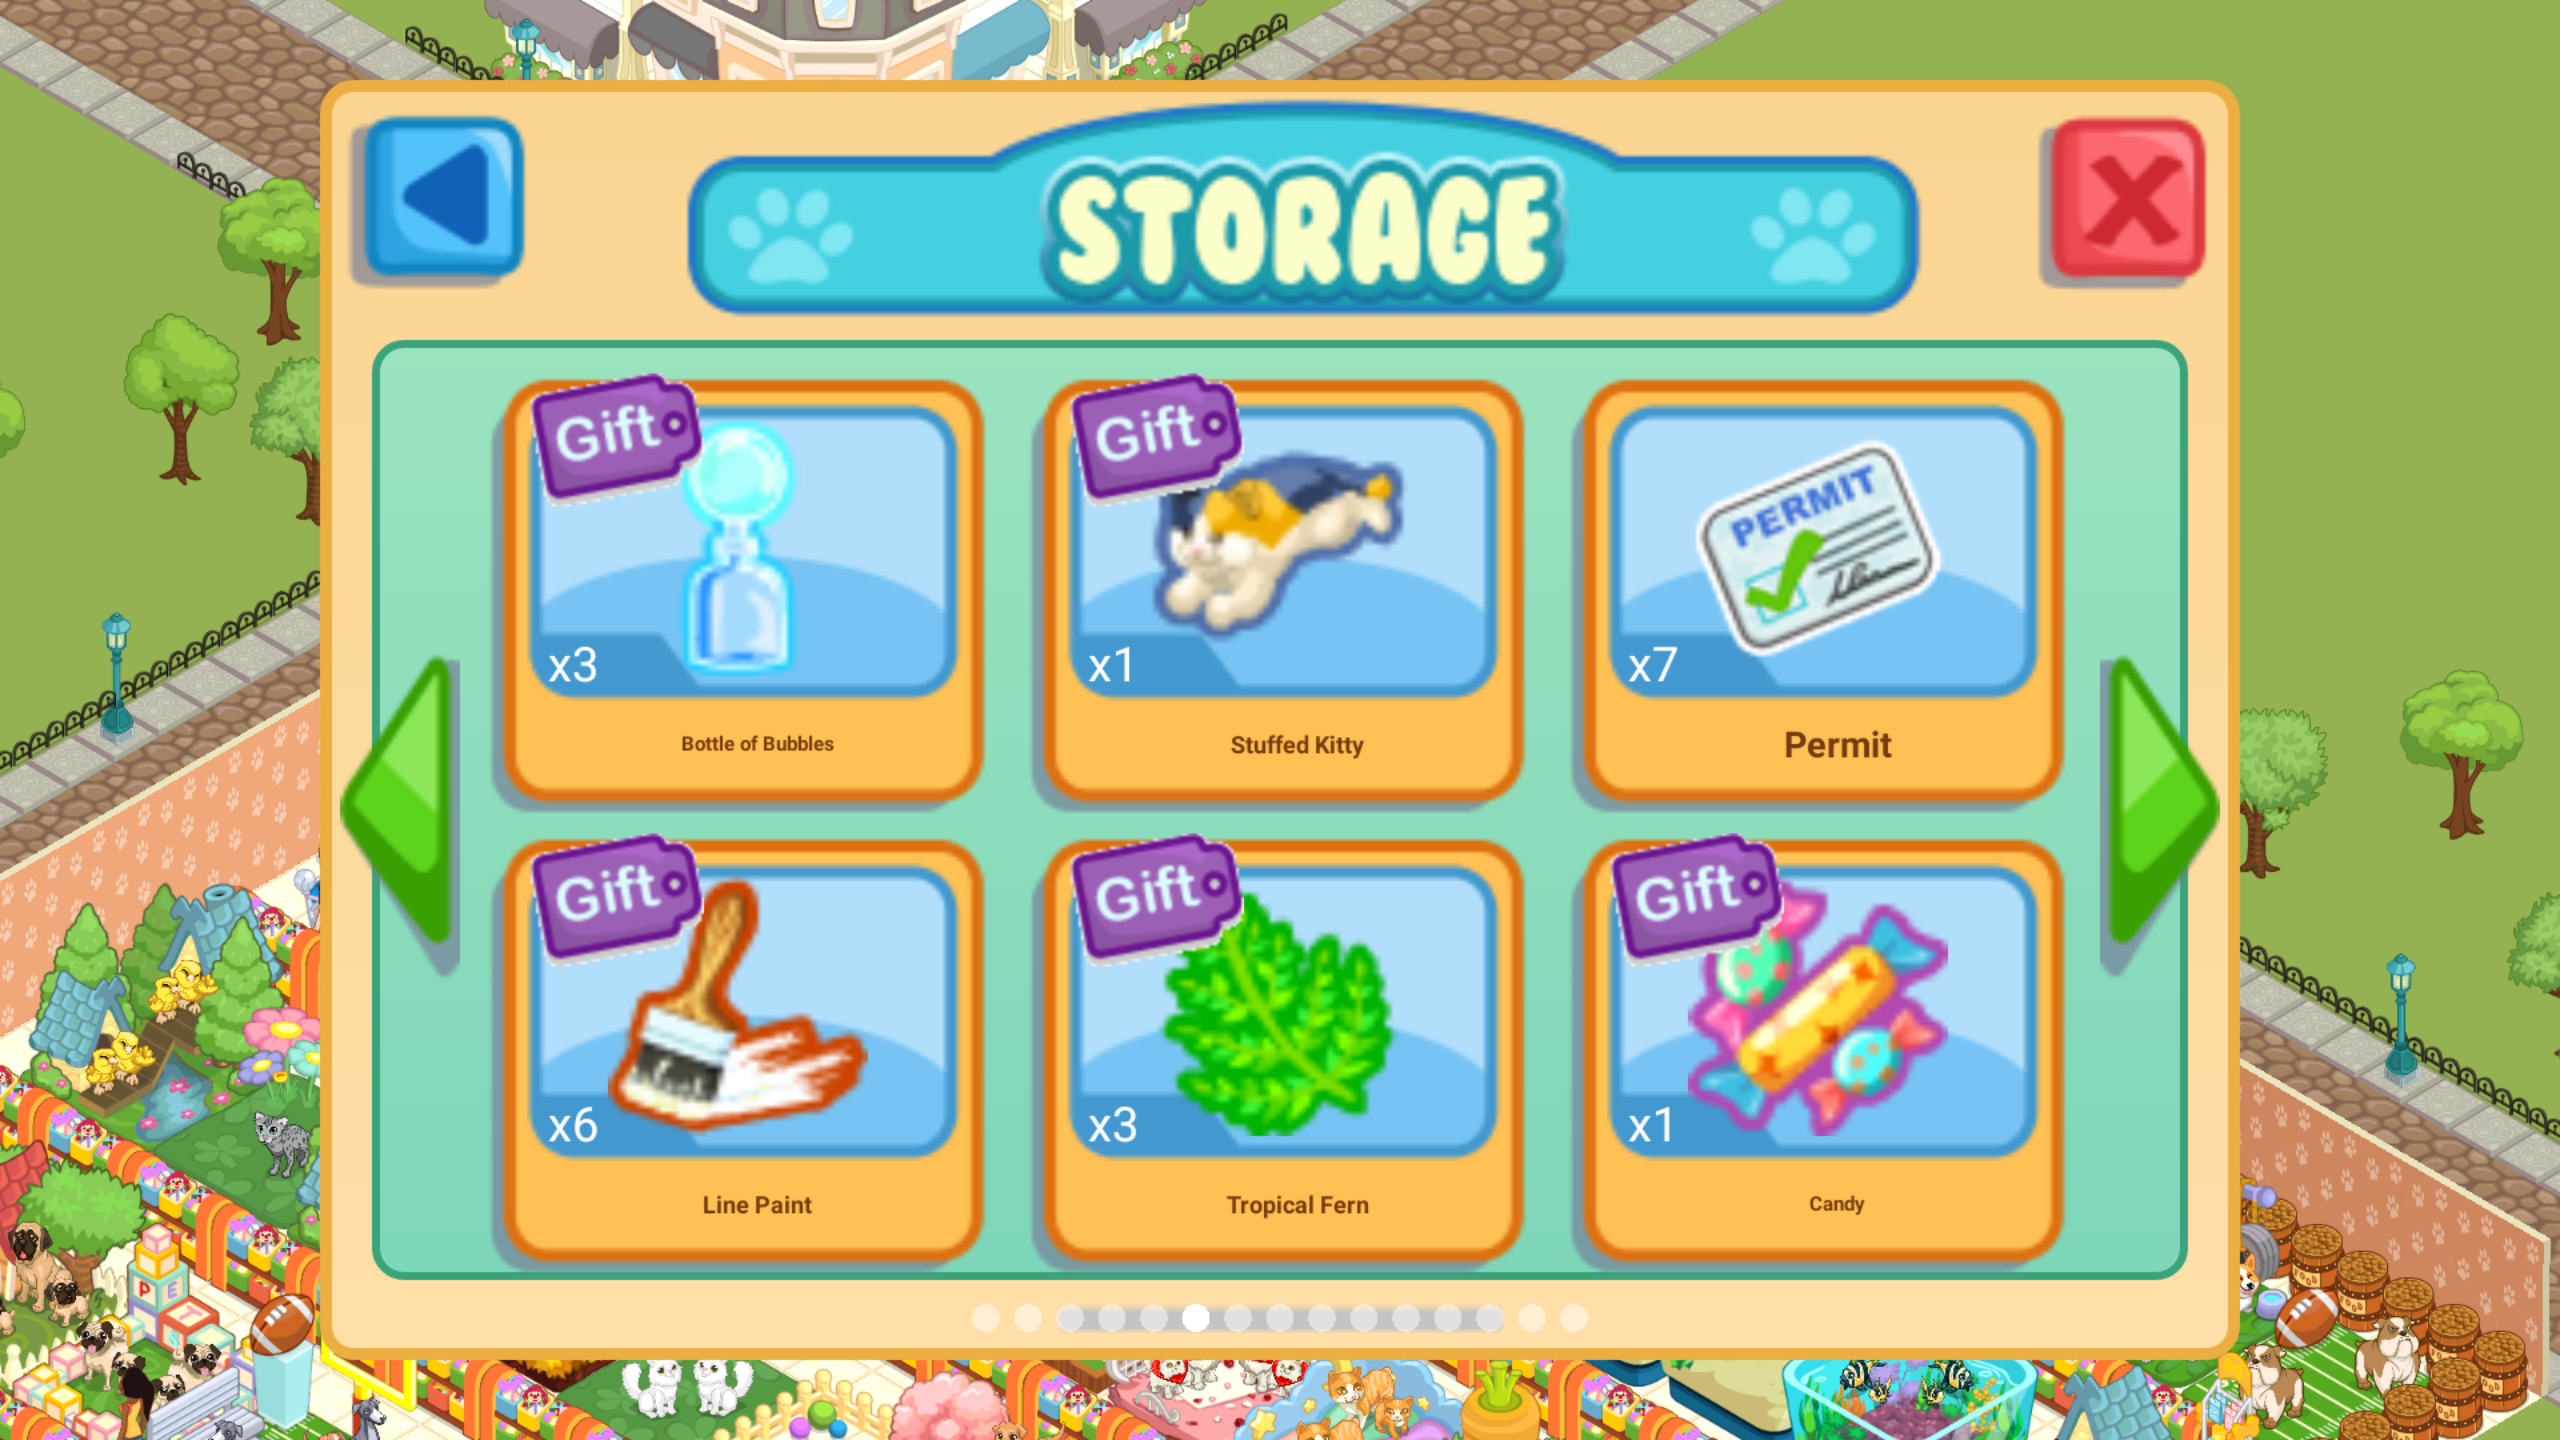 STORAGE
Gift
x3
Bottle of Bubbles
Gift
x1
Stuffed Kitty
PERMIT
x7
Permit
Gift
x6
Line Paint
Gift
x3
Tropical Fern
Gift
x1
Candy
P E
T